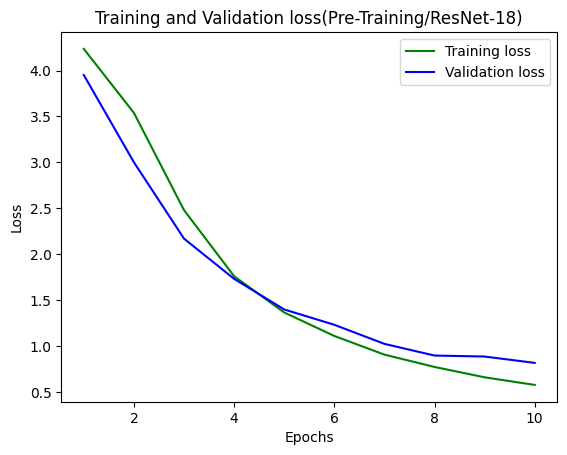 Training and Validation loss(Pre-Training/ResNet-18)
Training loss
Validation loss
Loss
4.0
3.5
3.0
2.5
2.0
1.5
1.0
0.5
2 4 6 8 10
Epochs